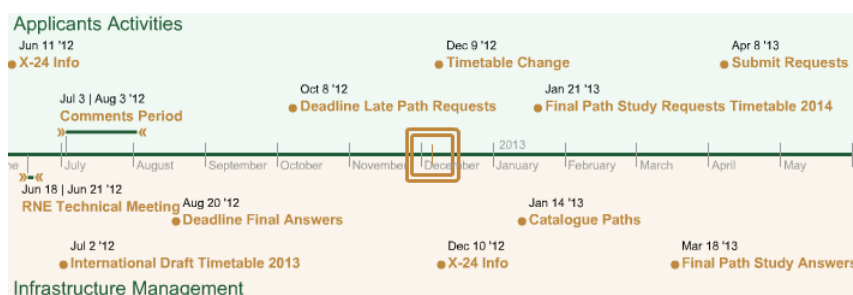 Applicants Activities
Jun 11 '12
X-24 Info
Dec 9 '12
Timetable Change
Apr 8 '13
Submit Requests
Oct 8 '12
Deadline Late Path Requests
Jan 21 '13
Final Path Study Requests Timetable 2014
Jul 3 | Aug 3 '12
Comments Period
2013
ne July August September October November December January February March April May
Jun 18 | Jun 21 '12
RNE Technical Meeting
Aug 20 '12
Deadline Final Answers
Jan 14 '13
Catalogue Paths
Jul 2 '12
International Draft Timetable 2013
Dec 10 '12
X-24 Info
Mar 18 '13
Final Path Study Answers
Infrastructure Management